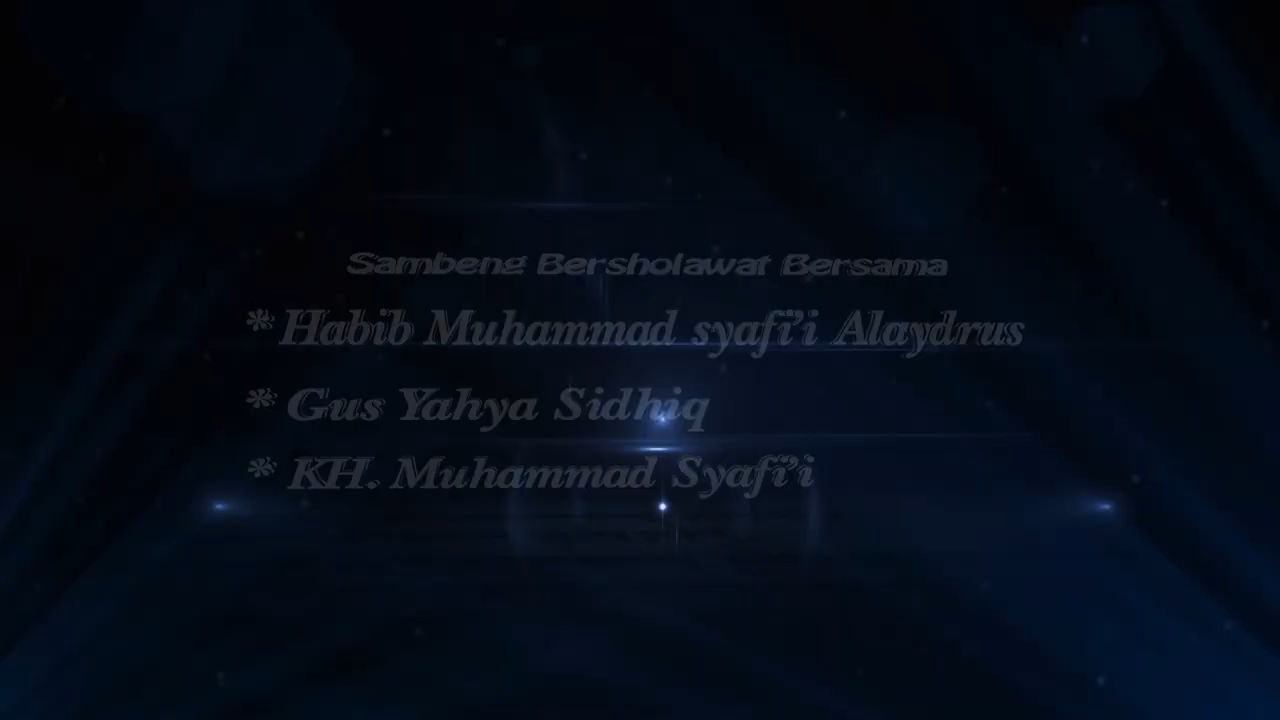 Sambeng Bersholawat Bersama
* Habib Muhammad syafi'i Alaydrus
* Gus Yahya Sidhiq
* KH. Muhammad Syafi'i